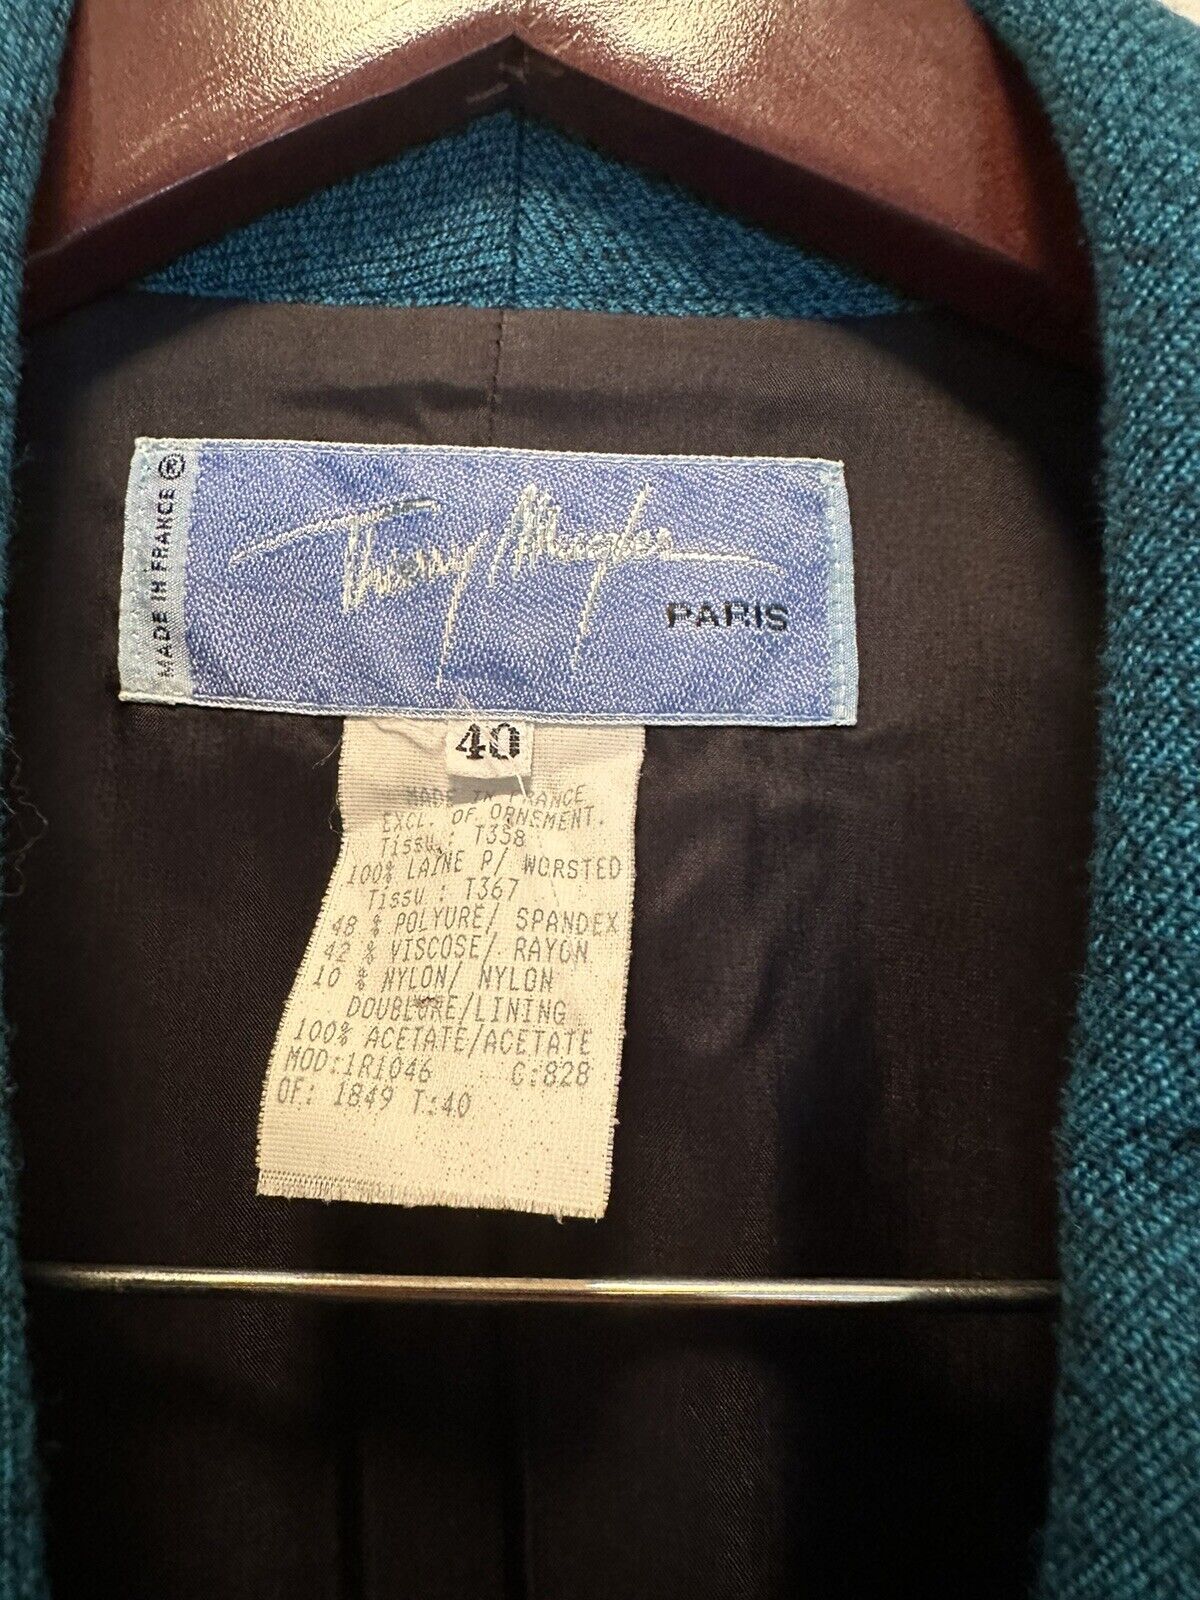 MADE IN FRANCE ®
Thierry Mugler
PARIS
40
MADE IN FRANCE
EXCL. OF ORNSEMENT.
Tissu : T358
100% LAINE P/ WORSTED
Tissu : T367
48 % POLYURE/ SPANDEX
42 % VISCOSE/ RAYON
10 % NYLON/ NYLON
DOUBLURE/LINING
100% ACETATE/ACETATE
MOD:1R1046 C:828
OF: 1849 T:40